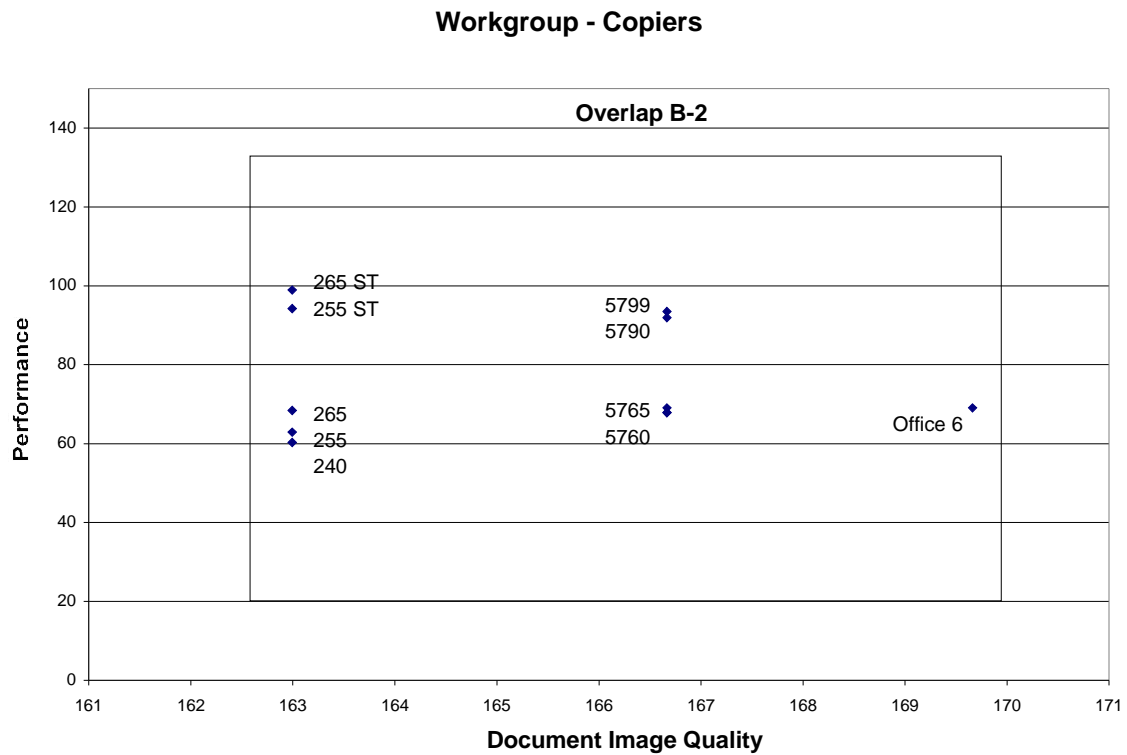 Workgroup - Copiers
Overlap B-2
140
120
100
80
60
40
20
0
Performance
265 ST
255 ST
265
255
240
5799
5790
5765
5760
Office 6
161 162 163 164 165 166 167 168 169 170 171
Document Image Quality